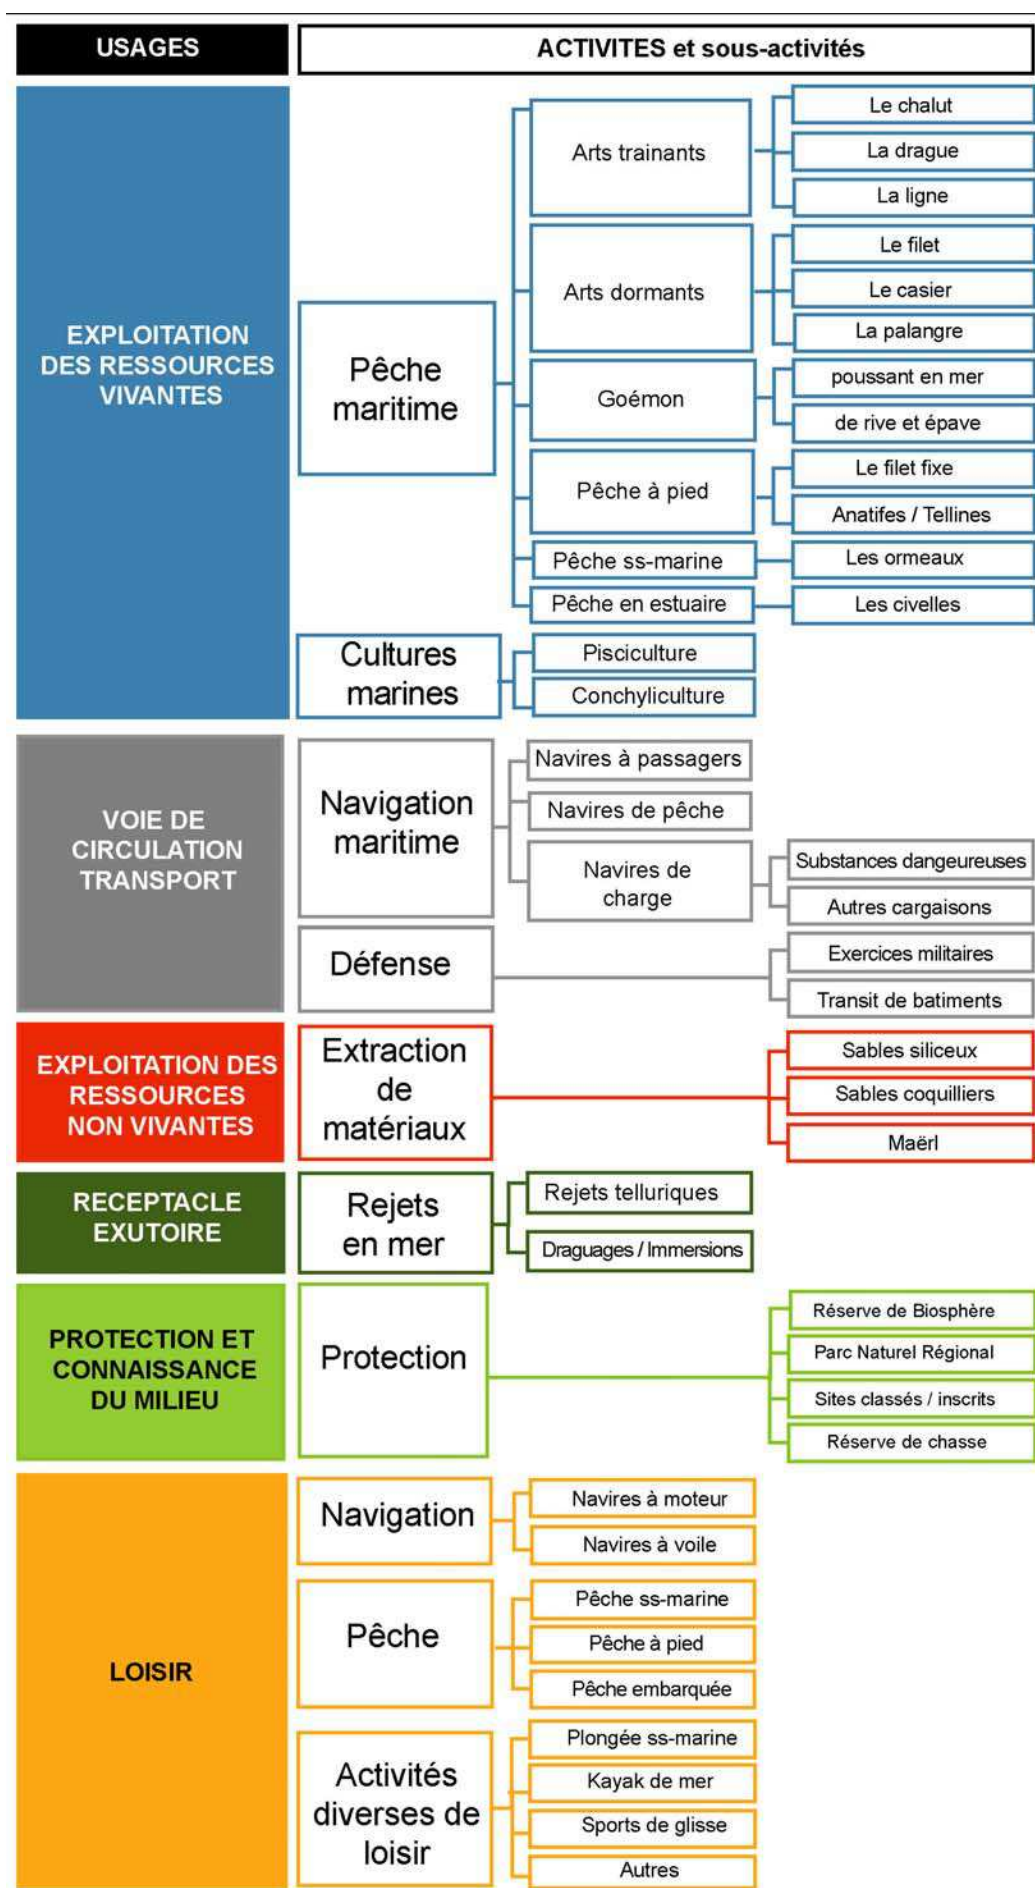 USAGES
ACTIVITES et sous-activités
EXPLOITATION
DES RESSOURCES
VIVANTES
Pêche
maritime
Arts trainants
Le chalut
La drague
La ligne
Arts dormants
Le filet
Le casier
La palangre
Goémon
poussant en mer
de rive et épave
Pêche à pied
Le filet fixe
Anatifes / Tellines
Pêche ss-marine
Les ormeaux
Pêche en estuaire
Les civelles
Cultures
marines
Pisciculture
Conchyliculture
VOIE DE
CIRCULATION
TRANSPORT
Navigation
maritime
Navires à passagers
Navires de pêche
Navires de
charge
Substances dangeureuses
Autres cargaisons
Défense
Exercices militaires
Transit de batiments
EXPLOITATION DES
RESSOURCES
NON VIVANTES
Extraction
de
matériaux
Sables siliceux
Sables coquilliers
Maërl
RECEPTACLE
EXUTOIRE
Rejets
en mer
Rejets telluriques
Draguages / Immersions
PROTECTION ET
CONNAISSANCE
DU MILIEU
Protection
Réserve de Biosphère
Parc Naturel Régional
Sites classés / inscrits
Réserve de chasse
LOISIR
Navigation
Navires à moteur
Navires à voile
Pêche
Pêche ss-marine
Pêche à pied
Pêche embarquée
Activités
diverses de
loisir
Plongée ss-marine
Kayak de mer
Sports de glisse
Autres